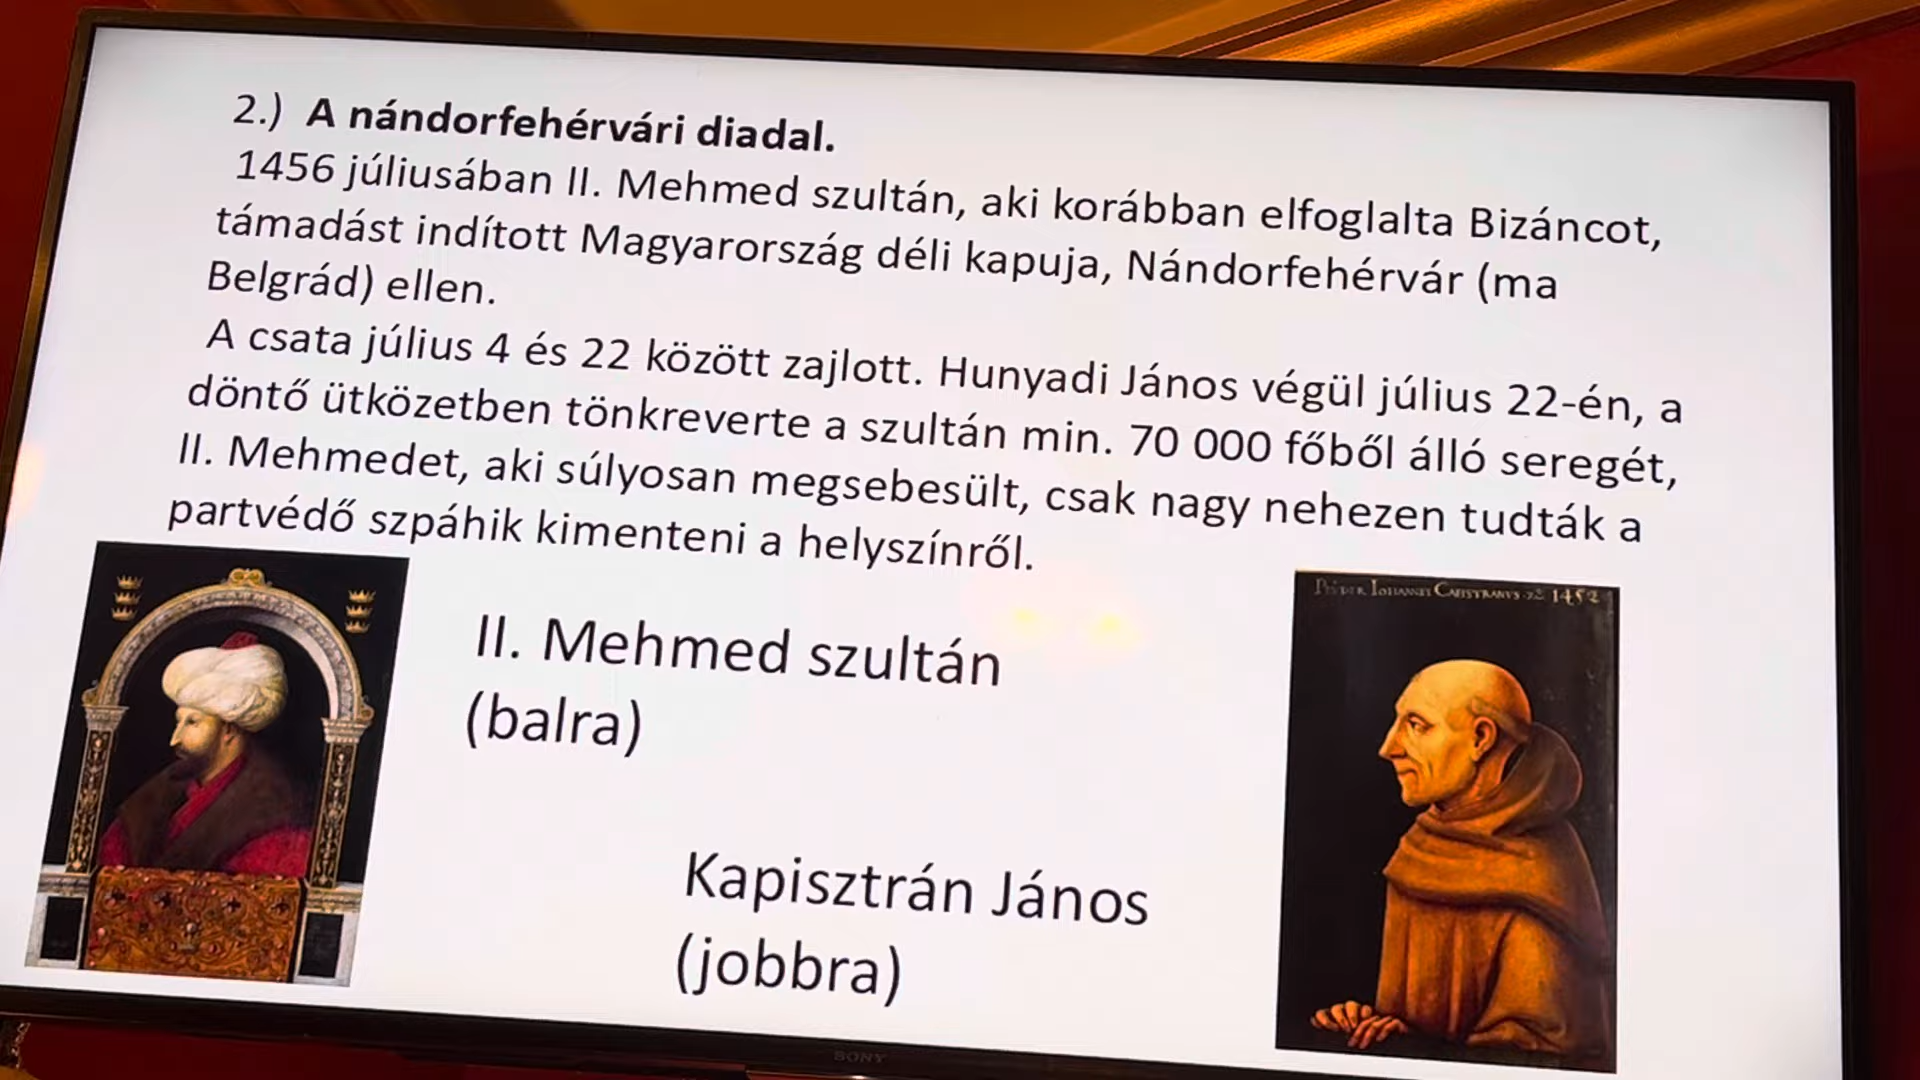 2.) A nándorfehérvári diadal.
1456 júliusában II. Mehmed szultán, aki korábban elfoglalta Bizáncot,
támadást indított Magyarország déli kapuja, Nándorfehérvár (ma
Belgrád) ellen.
A csata július 4 és 22 között zajlott. Hunyadi János végül július 22-én, a
döntő ütközetben tönkreverte a szultán min. 70 000 főből álló seregét,
II. Mehmedet, aki súlyosan megsebesült, csak nagy nehezen tudták a
partvédő szpáhik kimenteni a helyszínről.
II. Mehmed szultán
(balra)
1452
Kapisztrán János
(jobbra)
SONY